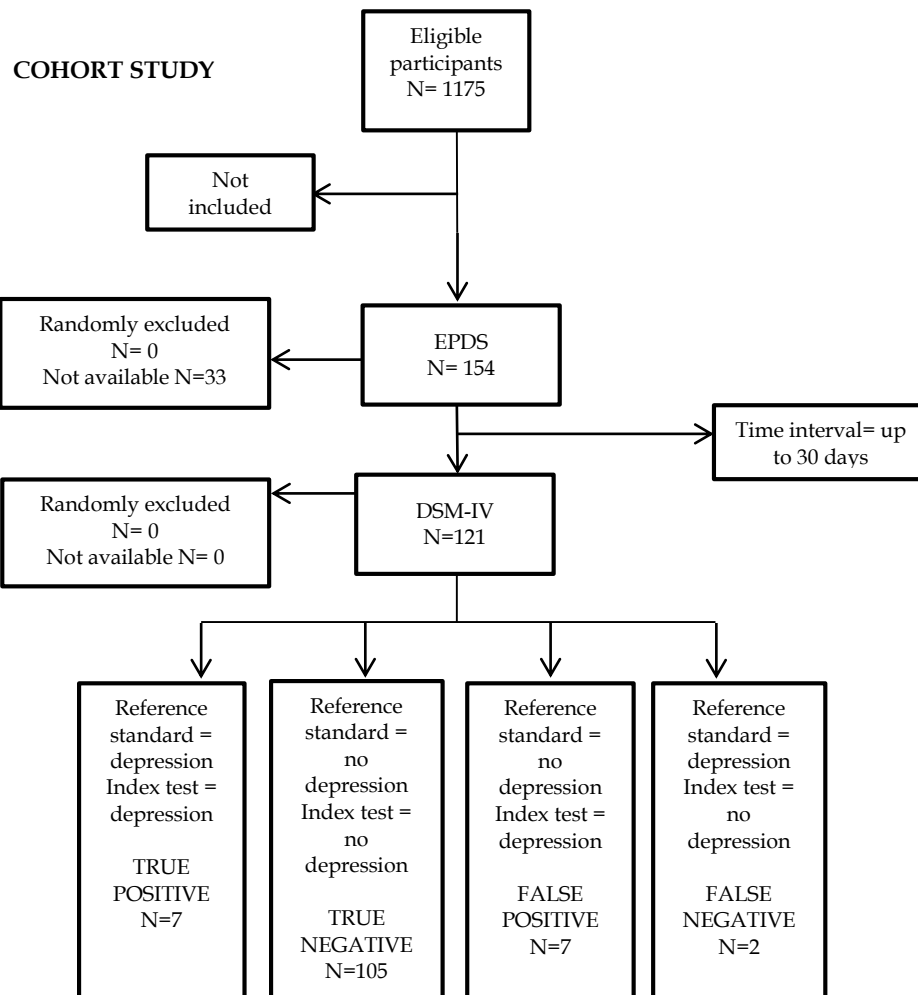 COHORT STUDY
Eligible
participants
N= 1175
Not
included
Randomly excluded
N= 0
Not available N=33
EPDS
N= 154
Time interval= up
to 30 days
Randomly excluded
N= 0
Not available N= 0
DSM-IV
N=121
Reference
standard =
depression
Index test =
depression
TRUE
POSITIVE
N=7
Reference
standard =
no
depression
Index test =
no
depression
TRUE
NEGATIVE
N=105
Reference
standard =
no
depression
Index test =
depression
FALSE
POSITIVE
N=7
Reference
standard =
depression
Index test =
no
depression
FALSE
NEGATIVE
N=2